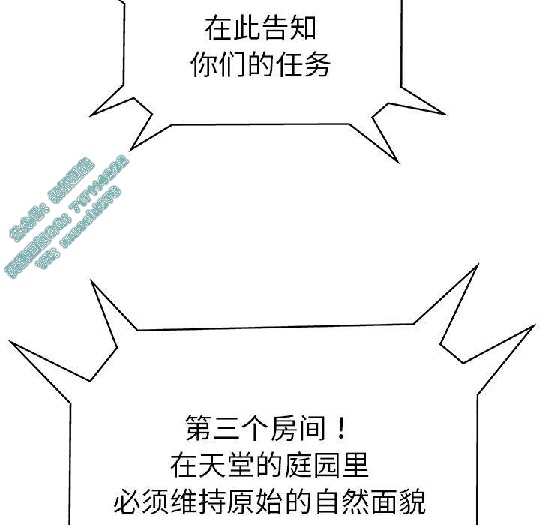 在此告知
你们的任务
第三个房间！
在天堂的庭园里
必须维持原始的自然面貌